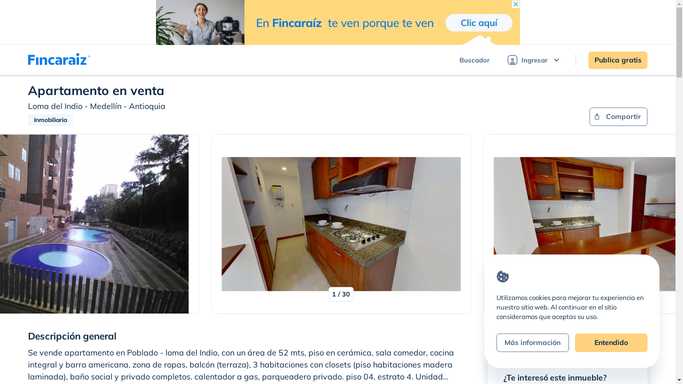 En Fincaraíz te ven porque te ven
Clic aquí
Fincaraíz
Buscador
Ingresar
Publica gratis
Apartamento en venta
Loma del Indio - Medellín - Antioquia
Inmobiliaria
Compartir
1 / 30
Utilizamos cookies para mejorar tu experiencia en
nuestro sitio web. Al continuar en el sitio
consideramos que aceptas su uso.
Más información
Entendido
Descripción general
Se vende apartamento en Poblado - loma del Indio, con un área de 52 mts, piso en cerámica, sala comedor, cocina
integral y barra americana, zona de ropas, balcón (terraza), 3 habitaciones con closets (piso habitaciones madera
laminada), baño social y privado completos, calentador a gas, parqueadero privado, piso 04, estrato 4. Unidad...
¿Te interesó este inmueble?